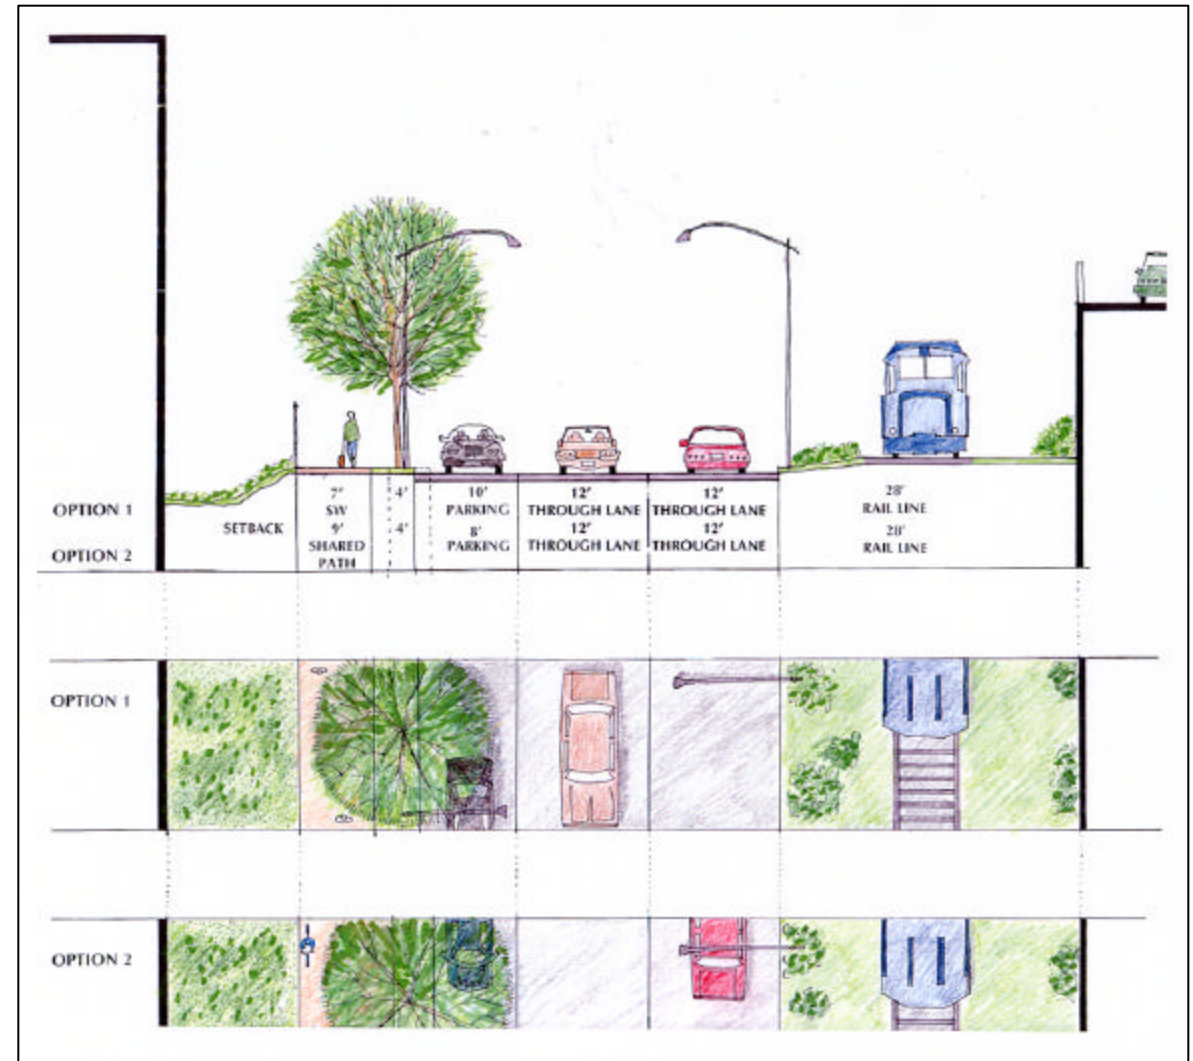 OPTION 1
OPTION 2
SETBACK
7'
SW
9'
SHARED
PATH
4'
4'
10'
PARKING
8'
PARKING
12'
THROUGH LANE
12'
THROUGH LANE
12'
THROUGH LANE
12'
THROUGH LANE
28'
RAIL LINE
28'
RAIL LINE
OPTION 1
OPTION 2